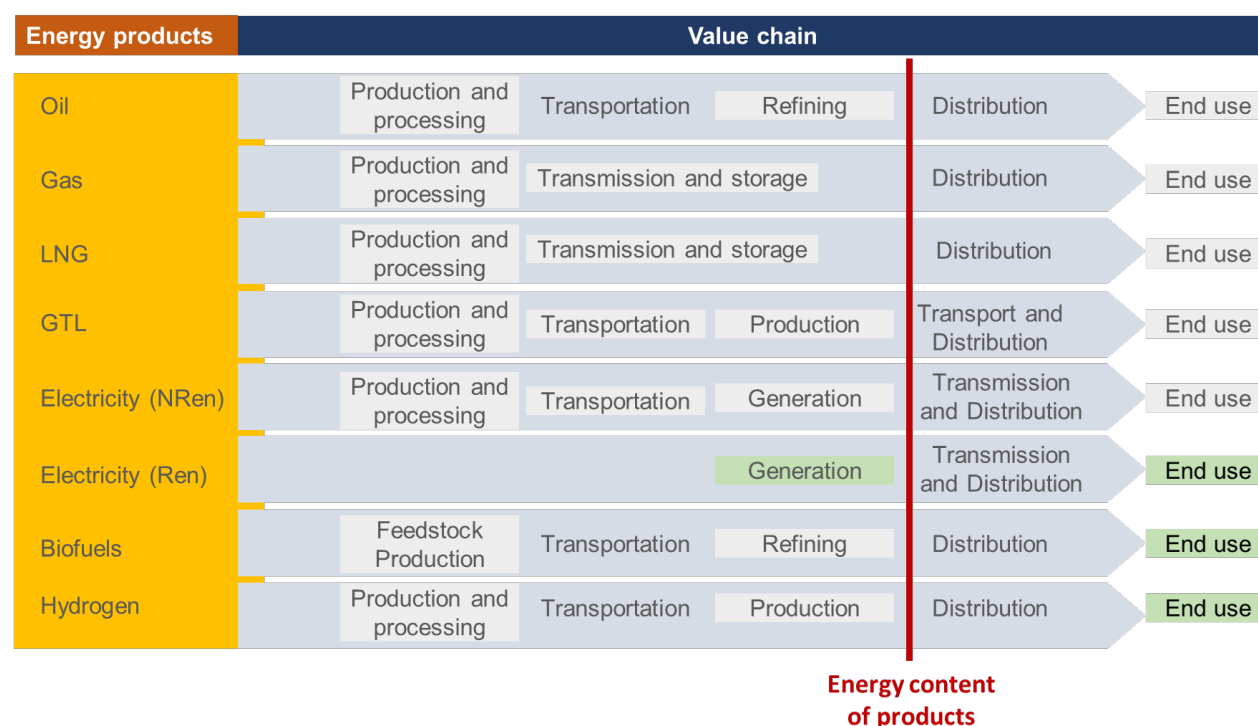 Energy products Value chain
Oil Production and processing Transportation Refining Distribution End use
Gas Production and processing Transmission and storage Distribution End use
LNG Production and processing Transmission and storage Distribution End use
GTL Production and processing Transportation Production Transport and Distribution End use
Electricity (NRen) Production and processing Transportation Generation Transmission and Distribution End use
Electricity (Ren) Generation Transmission and Distribution End use
Biofuels Feedstock Production Transportation Refining Distribution End use
Hydrogen Production and processing Transportation Production Distribution End use
Energy content
of products